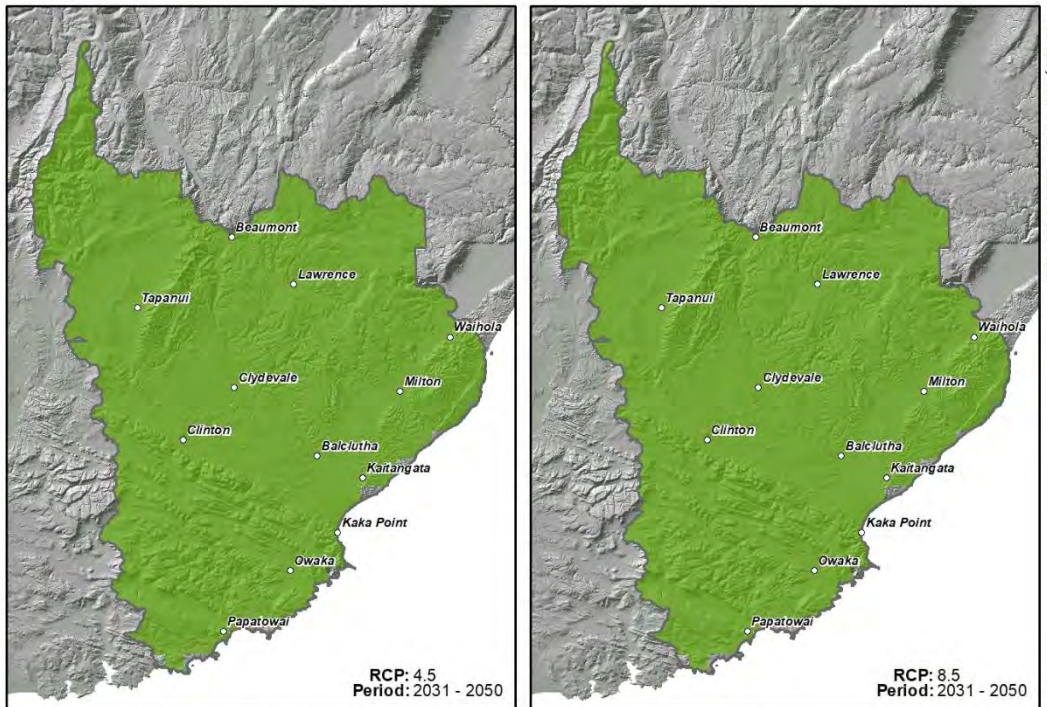 Beaumont
Lawrence
Tapanui
Waihola
Clydevale
Milton
Clinton
Balclutha
Kaitangata
Kaka Point
Owaka
Papatowai
RCP: 4.5
Period: 2031 - 2050
Beaumont
Lawrence
Tapanui
Waihola
Clydevale
Milton
Clinton
Balclutha
Kaitangata
Kaka Point
Owaka
Papatowai
RCP: 8.5
Period: 2031 - 2050